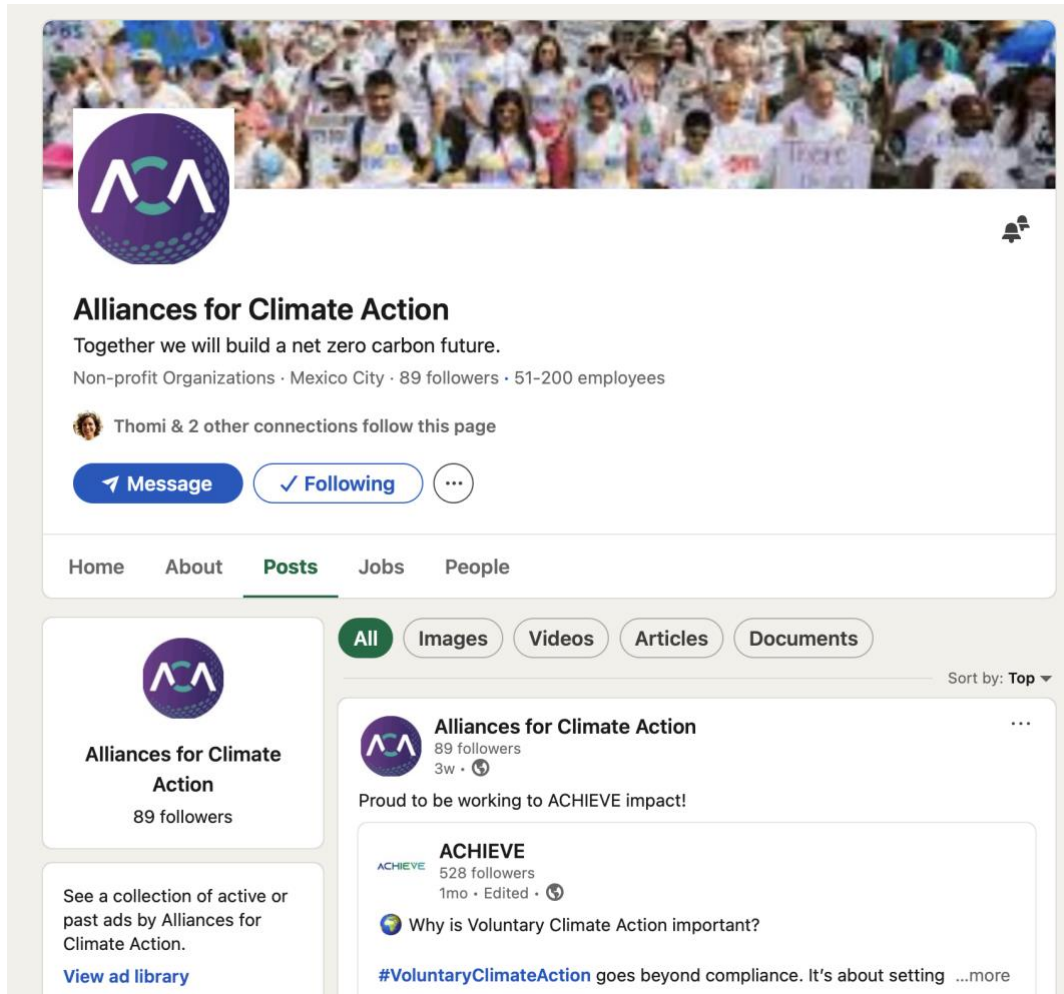 ACA
Alliances for Climate Action
Together we will build a net zero carbon future.
Non-profit Organizations · Mexico City · 89 followers · 51-200 employees
Thomi & 2 other connections follow this page
Message
Following
Home About Posts Jobs People
ACA
Alliances for Climate
Action
89 followers
See a collection of active or
past ads by Alliances for
Climate Action.
View ad library
All Images Videos Articles Documents
Sort by: Top
ACA
Alliances for Climate Action
89 followers
3w ·
Proud to be working to ACHIEVE impact!
ACHIEVE
ACHIEVE
528 followers
1mo · Edited ·
Why is Voluntary Climate Action important?
#VoluntaryClimateAction goes beyond compliance. It's about setting ...more